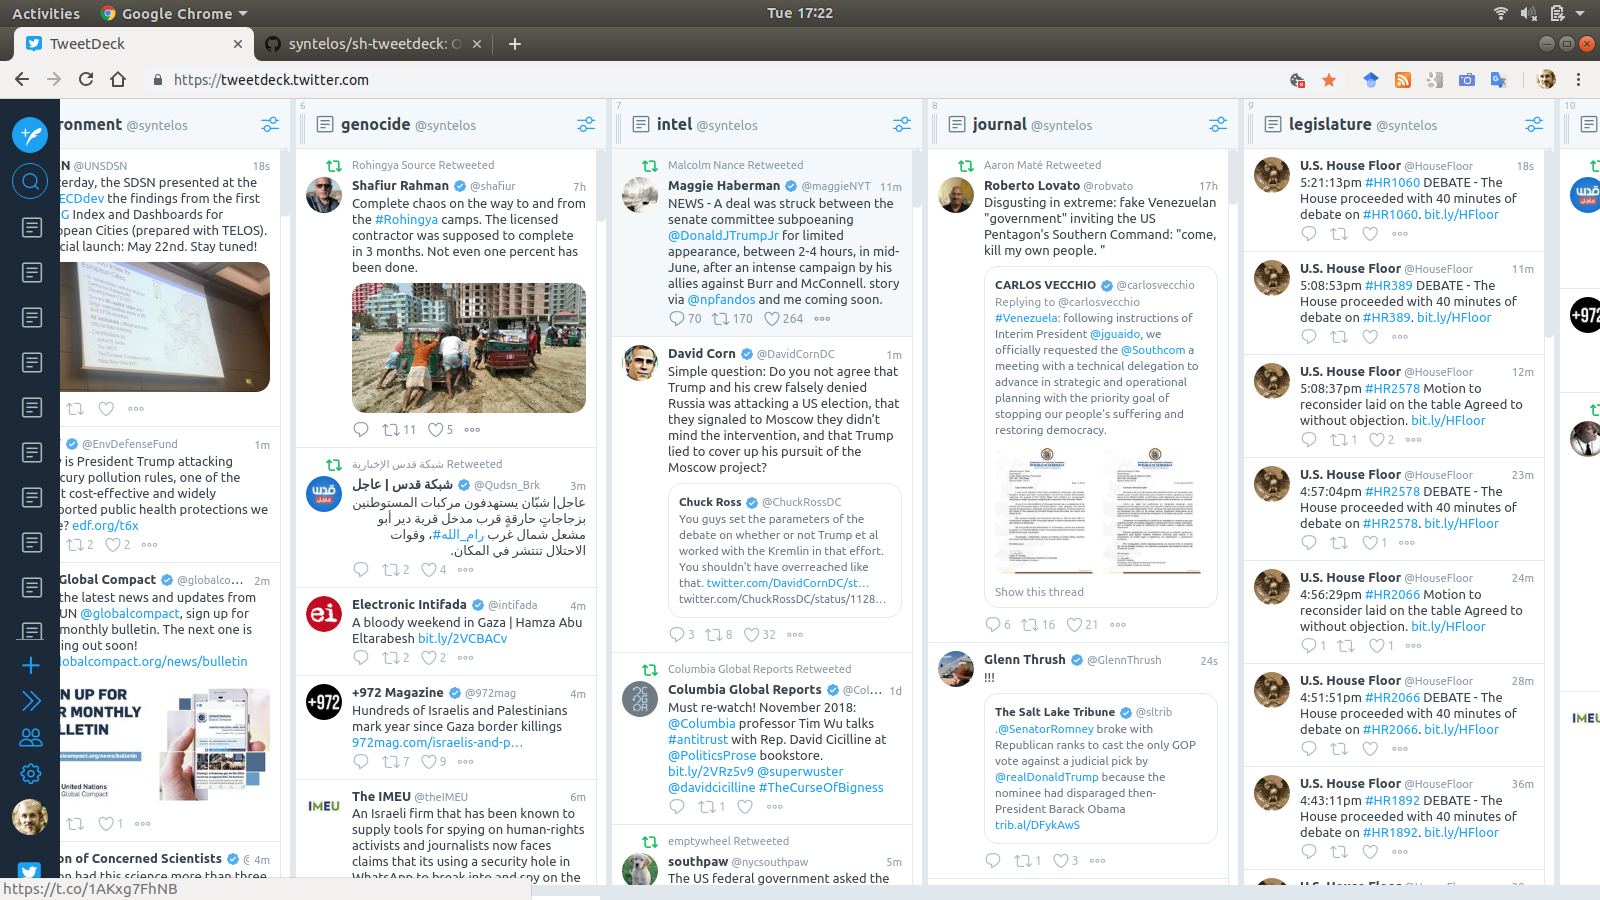 Activities
Google Chrome
Tue 17:22
TweetDeck
syntelos/sh-tweetdeck:
https://tweetdeck.twitter.com
ronment @syntelos
N @UNSDSN 18s
terday, the SDSN presented at the
ECDdev the findings from the first
G Index and Dashboards for
opean Cities (prepared with TELOS).
cial launch: May 22nd. Stay tuned!
@EnvDefenseFund 1m
y is President Trump attacking
cury pollution rules, one of the
t cost-effective and widely
ported public health protections we
e? edf.org/t6x
2 2
Global Compact @globalco... 2m
the latest news and updates from
UN @globalcompact, sign up for
monthly bulletin. The next one is
ing out soon!
lobalcompact.org/news/bulletin
N UP FOR
R MONTHLY
LLETIN
compact.org/news/bulletin
United Nations
Global Compact
1
on of Concerned Scientists 4m
on had this science more than three
https://t.co/1AKxg7FhNB
6
genocide @syntelos
Rohingya Source Retweeted
Shafiur Rahman @shafiur 7h
Complete chaos on the way to and from
the #Rohingya camps. The licensed
contractor was supposed to complete
in 3 months. Not even one percent has
been done.
11 5
شبكة قدس الإخبارية Retweeted
شبكة قدس | عاجل @Qudsn_Brk 3m
عاجل| شبّان يستهدفون مركبات المستوطنين
بزجاجاتٍ حارقةٍ قرب مدخل قرية دير أبو
مشعل شمال غرب #رام_الله، وقوات
الاحتلال تنتشر في المكان.
2 4
Electronic Intifada @intifada 4m
A bloody weekend in Gaza | Hamza Abu
Eltarabesh bit.ly/2VCBACv
2 2
+972
+972 Magazine @972mag 4m
Hundreds of Israelis and Palestinians
mark year since Gaza border killings
972mag.com/israelis-and-p...
7 9
IMEU
The IMEU @theIMEU 6m
An Israeli firm that has been known to
supply tools for spying on human-rights
activists and journalists now faces
claims that its using a security hole in
WhatsApp to break into and spy on the
7
intel @syntelos
Malcolm Nance Retweeted
Maggie Haberman @maggieNYT 11m
NEWS - A deal was struck between the
senate committee subpoeaning
@DonaldJTrumpJr for limited
appearance, between 2-4 hours, in mid-
June, after an intense campaign by his
allies against Burr and McConnell. story
via @npfandos and me coming soon.
70 170 264
David Corn @DavidCornDC 1m
Simple question: Do you not agree that
Trump and his crew falsely denied
Russia was attacking a US election, that
they signaled to Moscow they didn't
mind the intervention, and that Trump
lied to cover up his pursuit of the
Moscow project?
Chuck Ross @ChuckRossDC
You guys set the parameters of the
debate on whether or not Trump et al
worked with the Kremlin in that effort.
You shouldn't have overreached like
that. twitter.com/DavidCornDC/st...
twitter.com/ChuckRossDC/status/1128...
3 8 32
Columbia Global Reports Retweeted
Columbia Global Reports @Col... 1d
Must re-watch! November 2018:
@Columbia professor Tim Wu talks
#antitrust with Rep. David Cicilline at
@PoliticsProse bookstore.
bit.ly/2VRz5v9 @superwuster
@davidcicilline #TheCurseOfBigness
1
emptywheel Retweeted
southpaw @nycsouthpaw 5m
The US federal government asked the
8
journal @syntelos
Aaron Maté Retweeted
Roberto Lovato @robvato 17h
Disgusting in extreme: fake Venezuelan
"government" inviting the US
Pentagon's Southern Command: "come,
kill my own people. "
CARLOS VECCHIO @carlosvecchio
Replying to @carlosvecchio
#Venezuela: following instructions of
Interim President @jguaido, we
officially requested the @Southcom a
meeting with a technical delegation to
advance in strategic and operational
planning with the priority goal of
stopping our people's suffering and
restoring democracy.
Show this thread
6 16 21
Glenn Thrush @GlennThrush 24s
!!!
The Salt Lake Tribune @sltrib
.@SenatorRomney broke with
Republican ranks to cast the only GOP
vote against a judicial pick by
@realDonaldTrump because the
nominee had disparaged then-
President Barack Obama
trib.al/DFykAwS
1 3
9
legislature @syntelos
U.S. House Floor @HouseFloor 18s
5:21:13pm #HR1060 DEBATE - The
House proceeded with 40 minutes of
debate on #HR1060. bit.ly/HFloor
U.S. House Floor @HouseFloor 11m
5:08:53pm #HR389 DEBATE - The
House proceeded with 40 minutes of
debate on #HR389. bit.ly/HFloor
U.S. House Floor @HouseFloor 12m
5:08:37pm #HR2578 Motion to
reconsider laid on the table Agreed to
without objection. bit.ly/HFloor
1 2
U.S. House Floor @HouseFloor 23m
4:57:04pm #HR2578 DEBATE - The
House proceeded with 40 minutes of
debate on #HR2578. bit.ly/HFloor
1
U.S. House Floor @HouseFloor 24m
4:56:29pm #HR2066 Motion to
reconsider laid on the table Agreed to
without objection. bit.ly/HFloor
1 1
U.S. House Floor @HouseFloor 28m
4:51:51pm #HR2066 DEBATE - The
House proceeded with 40 minutes of
debate on #HR2066. bit.ly/HFloor
U.S. House Floor @HouseFloor 36m
4:43:11pm #HR1892 DEBATE - The
House proceeded with 40 minutes of
debate on #HR1892. bit.ly/HFloor
10
+972
IMEU